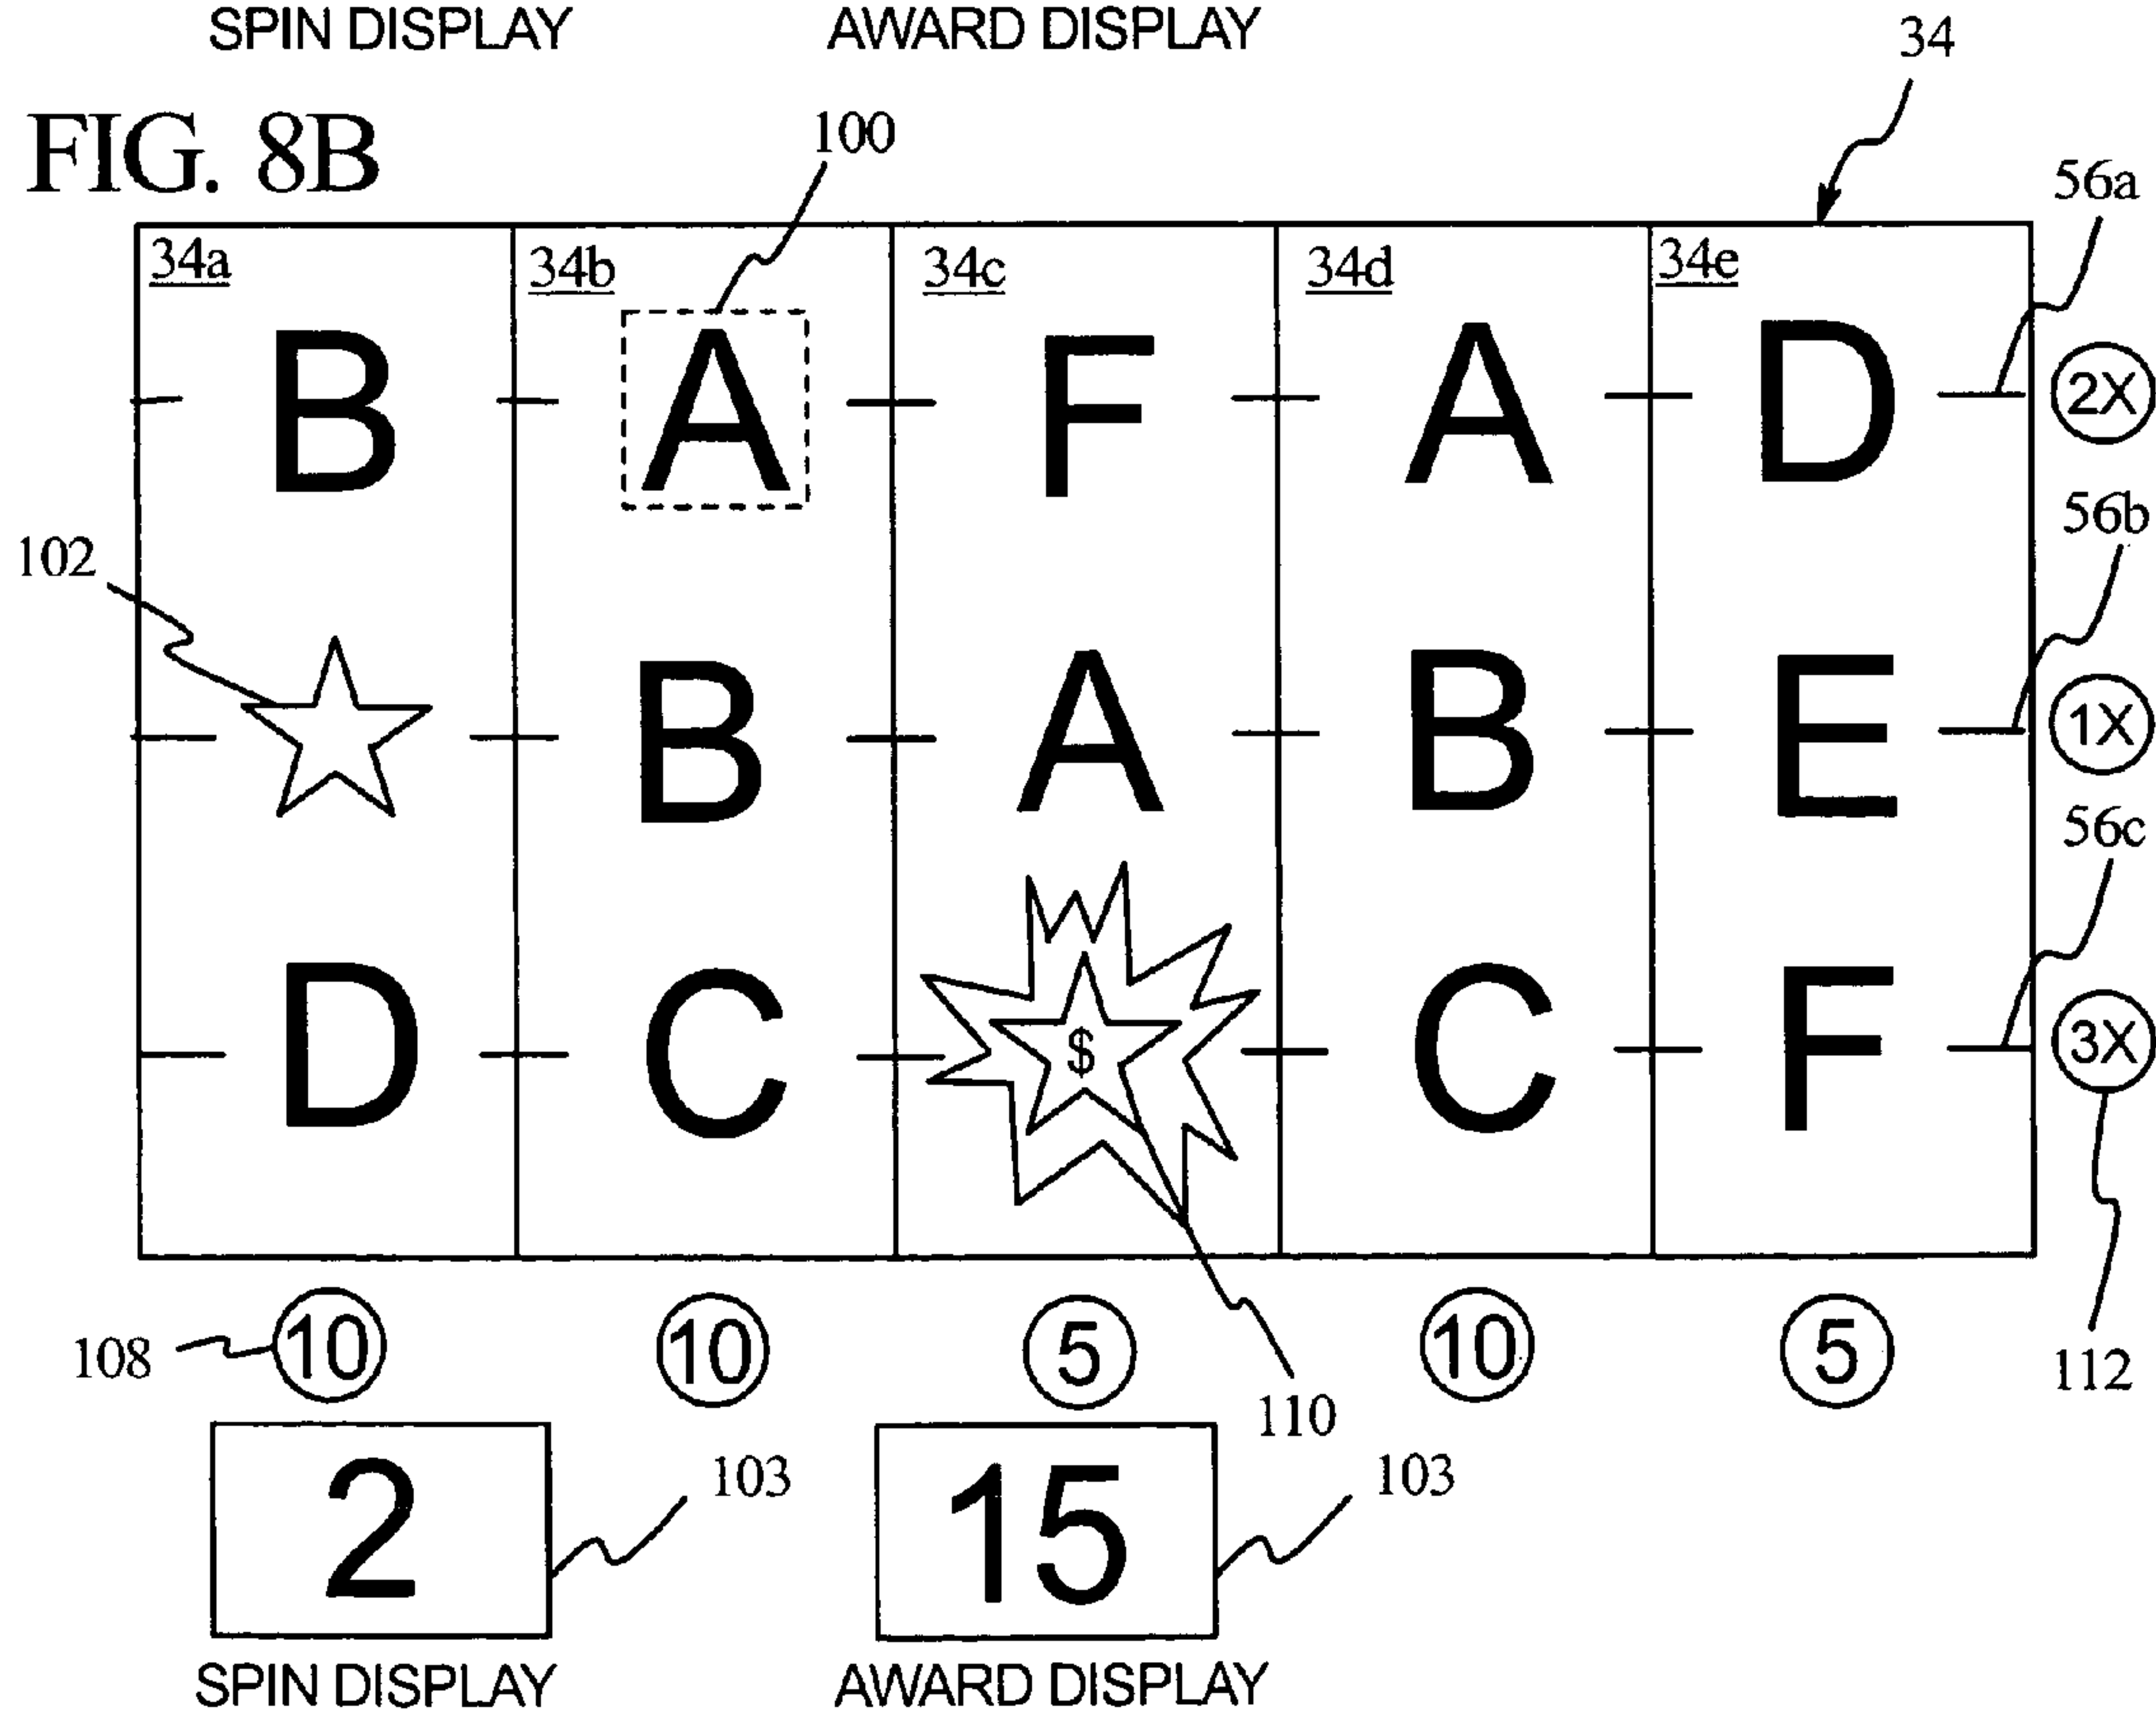 SPIN DISPLAY AWARD DISPLAY
34
FIG. 8B
100
56a
34a 34b 34c 34d 34e
B A F A D 2X
56b
102
B A B E 1X
56c
D C $ C F 3X
108 10 10 5 10 5
110
112
2 103 15 103
SPIN DISPLAY AWARD DISPLAY